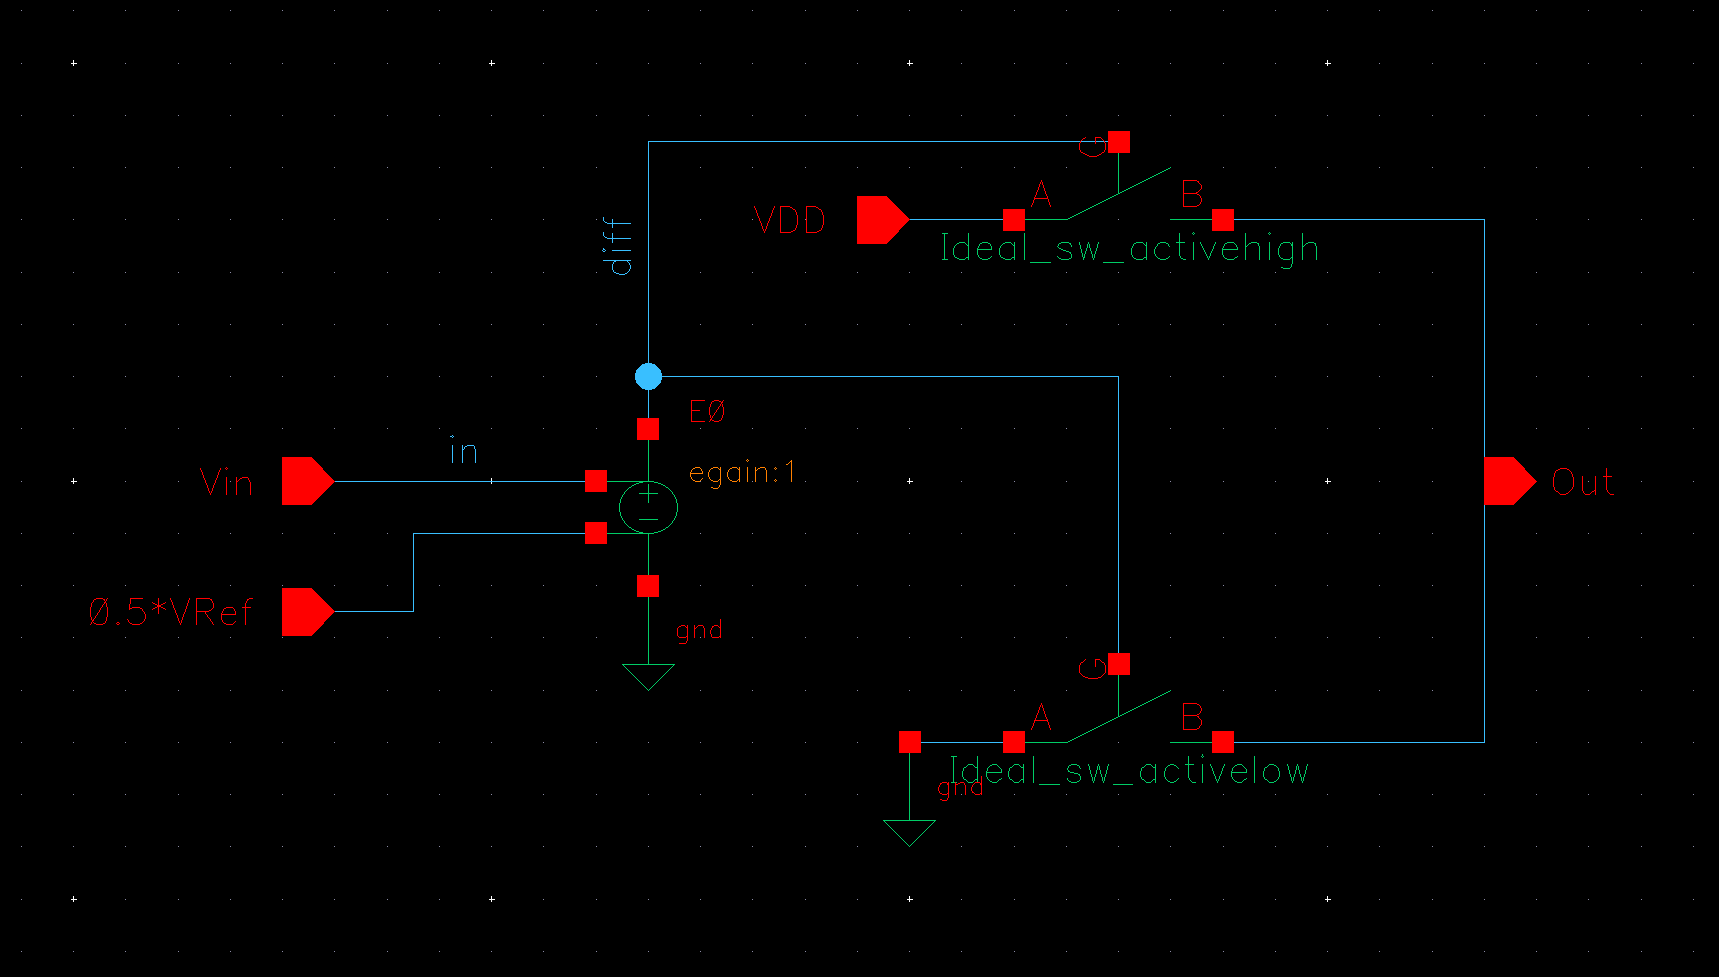 G
A
B
VDD
diff
Ideal_sw_activehigh
E0
in
egain:1
Vin
Out
0.5*VRef
gnd
G
A
B
Ideal_sw_activelow
gnd